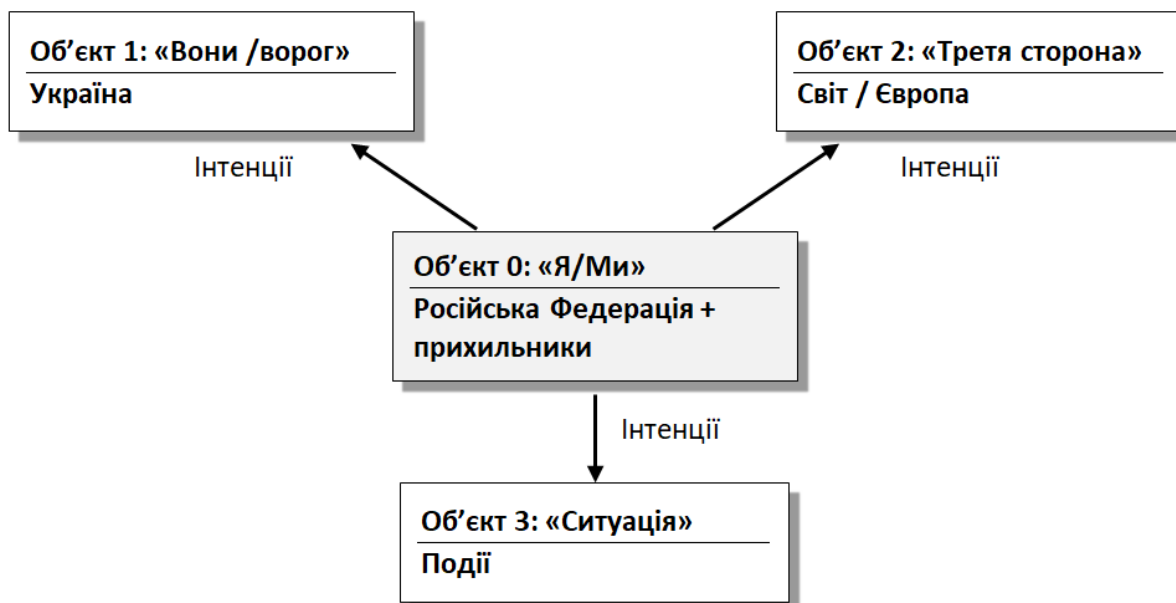 Об’єкт 1: «Вони /ворог»
Україна
Об’єкт 2: «Третя сторона»
Світ / Європа
Інтенції
Інтенції
Об’єкт 0: «Я/Ми»
Російська Федерація +
прихильники
Інтенції
Об’єкт 3: «Ситуація»
Події